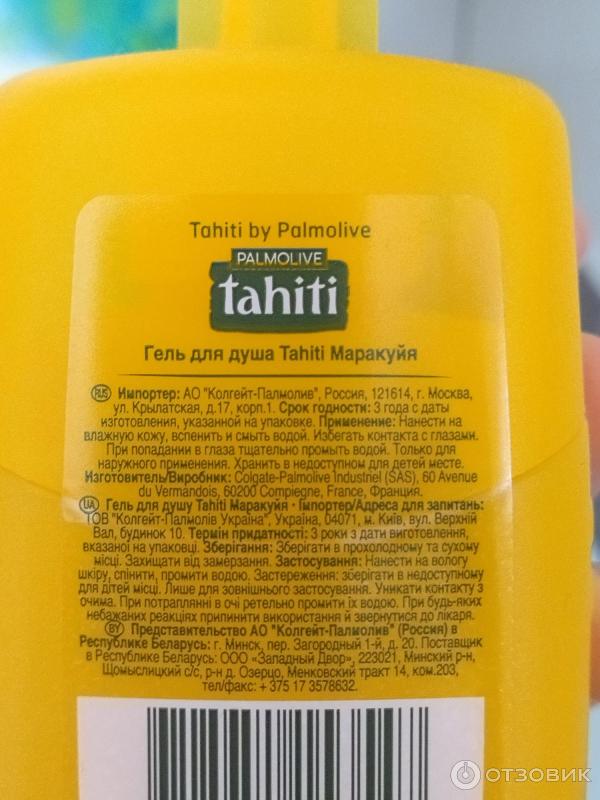 Tahiti by Palmolive
PALMOLIVE
tahiti
Гель для душа Tahiti Маракуйя
RUS Импортер: АО "Колгейт-Палмолив", Россия, 121614, г. Москва,
ул. Крылатская, д.17, корп.1. Срок годности: 3 года с даты
изготовления, указанной на упаковке. Применение: Нанести на
влажную кожу, вспенить и смыть водой. Избегать контакта с глазами.
При попадании в глаза тщательно промыть водой. Только для
наружного применения. Хранить в недоступном для детей месте.
Изготовитель/Виробник: Colgate-Palmolive Industriel (SAS), 60 Avenue
du Vermandois, 60200 Compiegne, France, Франция.
UA Гель для душу Tahiti Маракуйя · Імпортер/Адреса для запитань:
ТОВ "Колгейт-Палмолів Україна", Україна, 04071, м. Київ, вул. Верхній
Вал, будинок 10. Термін придатності: 3 роки з дати виготовлення,
вказаної на упаковці. Зберігання: Зберігати в прохолодному та сухому
місці. Захищати від замерзання. Застосування: Нанести на вологу
шкіру, спінити, промити водою. Застереження: зберігати в недоступному
для дітей місці. Лише для зовнішнього застосування. Уникати контакту з
очима. При потраплянні в очі ретельно промити їх водою. При будь-яких
небажаних реакціях припинити використання й звернутися до лікаря.
BY Представительство АО "Колгейт-Палмолив" (Россия) в
Республике Беларусь: г. Минск, пер. Загородный 1-й, д. 20. Поставщик
в Республике Беларусь: ООО «Западный Двор», 223021, Минский р-н,
Щомыслицкий с/с, р-н д. Озерцо, Менковский тракт 14, ком.203,
тел/факс: + 375 17 3578632.
ОТЗОВИК